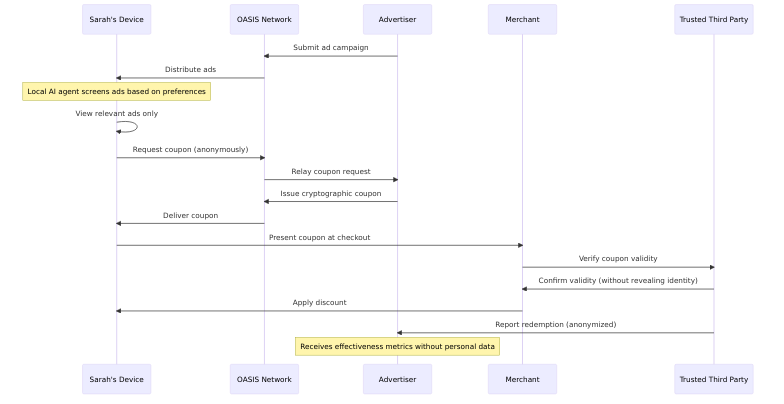 Sarah's Device
OASIS Network
Advertiser
Merchant
Trusted Third Party
Submit ad campaign
Distribute ads
Local AI agent screens ads based on preferences
View relevant ads only
Request coupon (anonymously)
Relay coupon request
Issue cryptographic coupon
Deliver coupon
Present coupon at checkout
Verify coupon validity
Confirm validity (without revealing identity)
Apply discount
Report redemption (anonymized)
Receives effectiveness metrics without personal data
Sarah's Device
OASIS Network
Advertiser
Merchant
Trusted Third Party